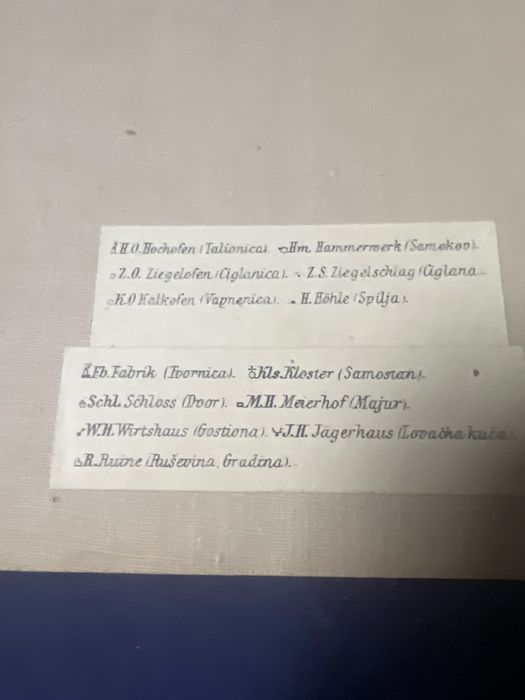 H.O. Hochofen (Talionica). Hm. Hammerwerk (Samokov).
Z.O. Ziegelofen (Ciglanica). Z.S. Ziegelschlag (Ciglana
K.O Kalkofen (Vapnenica). H. Höhle (Spilja).
Fb. Fabrik (Tvornica). Kls. Kloster (Samostan).
Schl. Schloss (Dvor). M.H. Meierhof (Majur).
W.H. Wirtshaus (Gostiona). J.H. Jägerhaus (Lovačka kuća).
R. Ruine (Ruševina, Gradina).